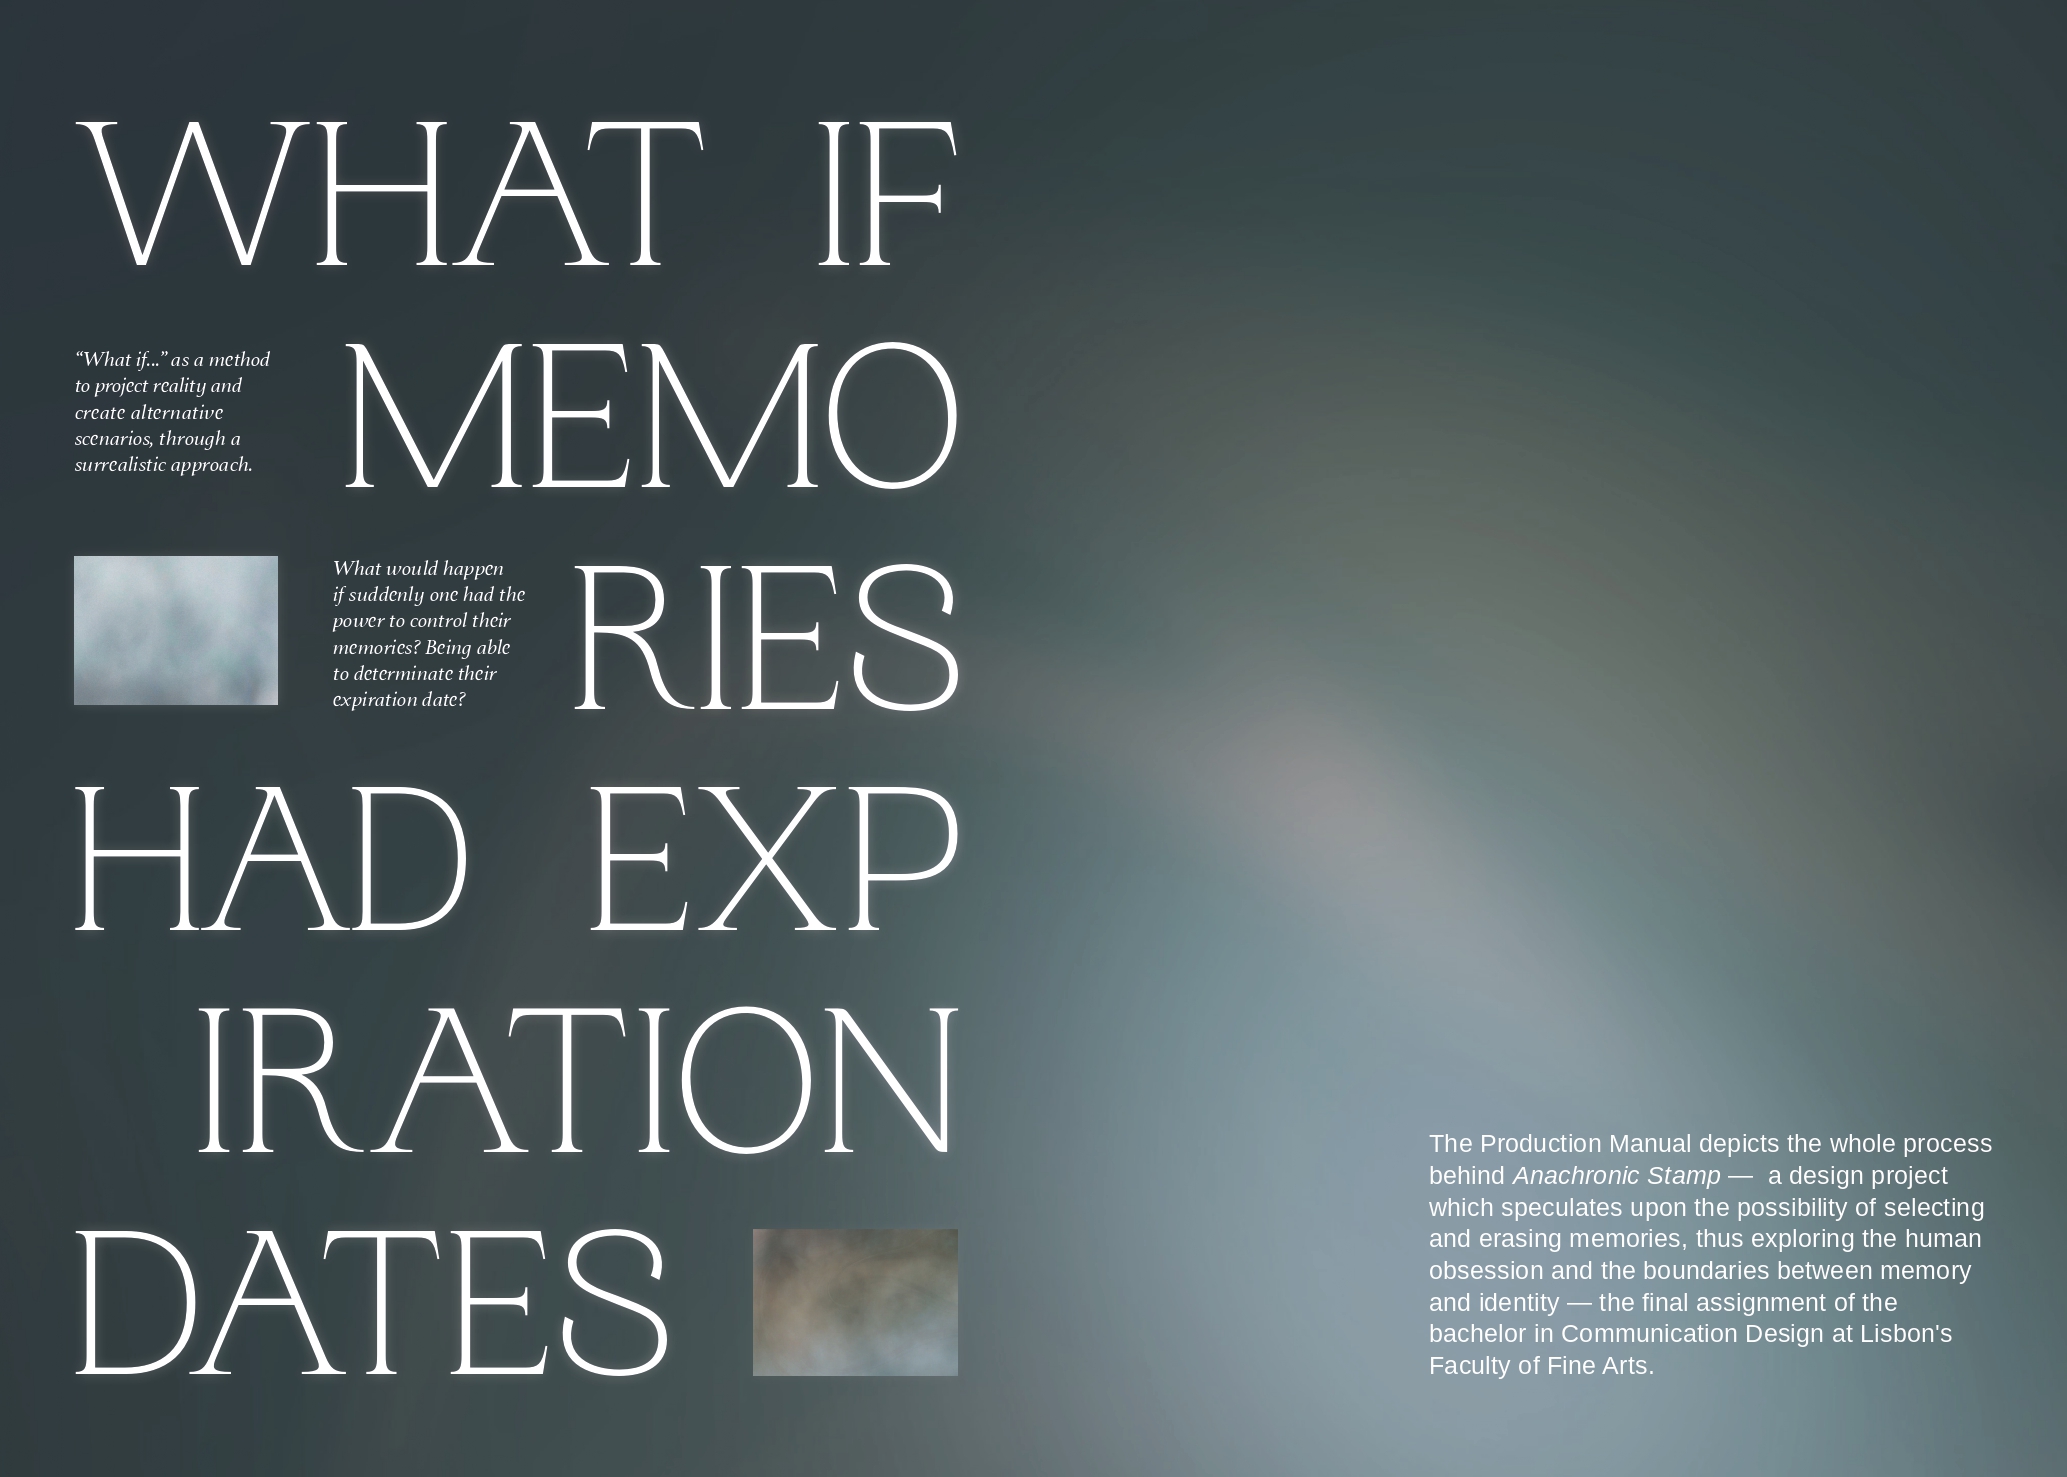 WHAT IF
“What if...” as a method
to project reality and
create alternative
scenarios, through a
surrealistic approach.
MEMO
What would happen
if suddenly one had the
power to control their
memories? Being able
to determinate their
expiration date?
RIES
HAD EXP
IRATION
DATES
The Production Manual depicts the whole process
behind Anachronic Stamp — a design project
which speculates upon the possibility of selecting
and erasing memories, thus exploring the human
obsession and the boundaries between memory
and identity — the final assignment of the
bachelor in Communication Design at Lisbon's
Faculty of Fine Arts.